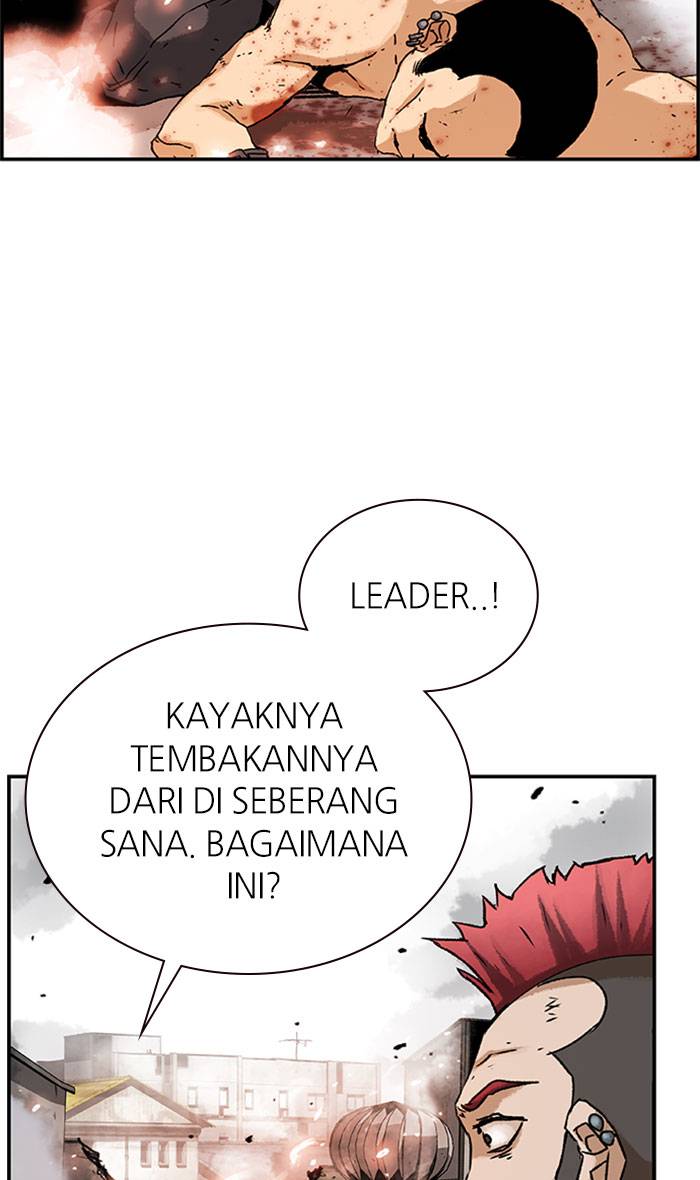 LEADER..!
KAYAKNYA
TEMBAKANNYA
DARI DI SEBERANG
SANA. BAGAIMANA
INI?